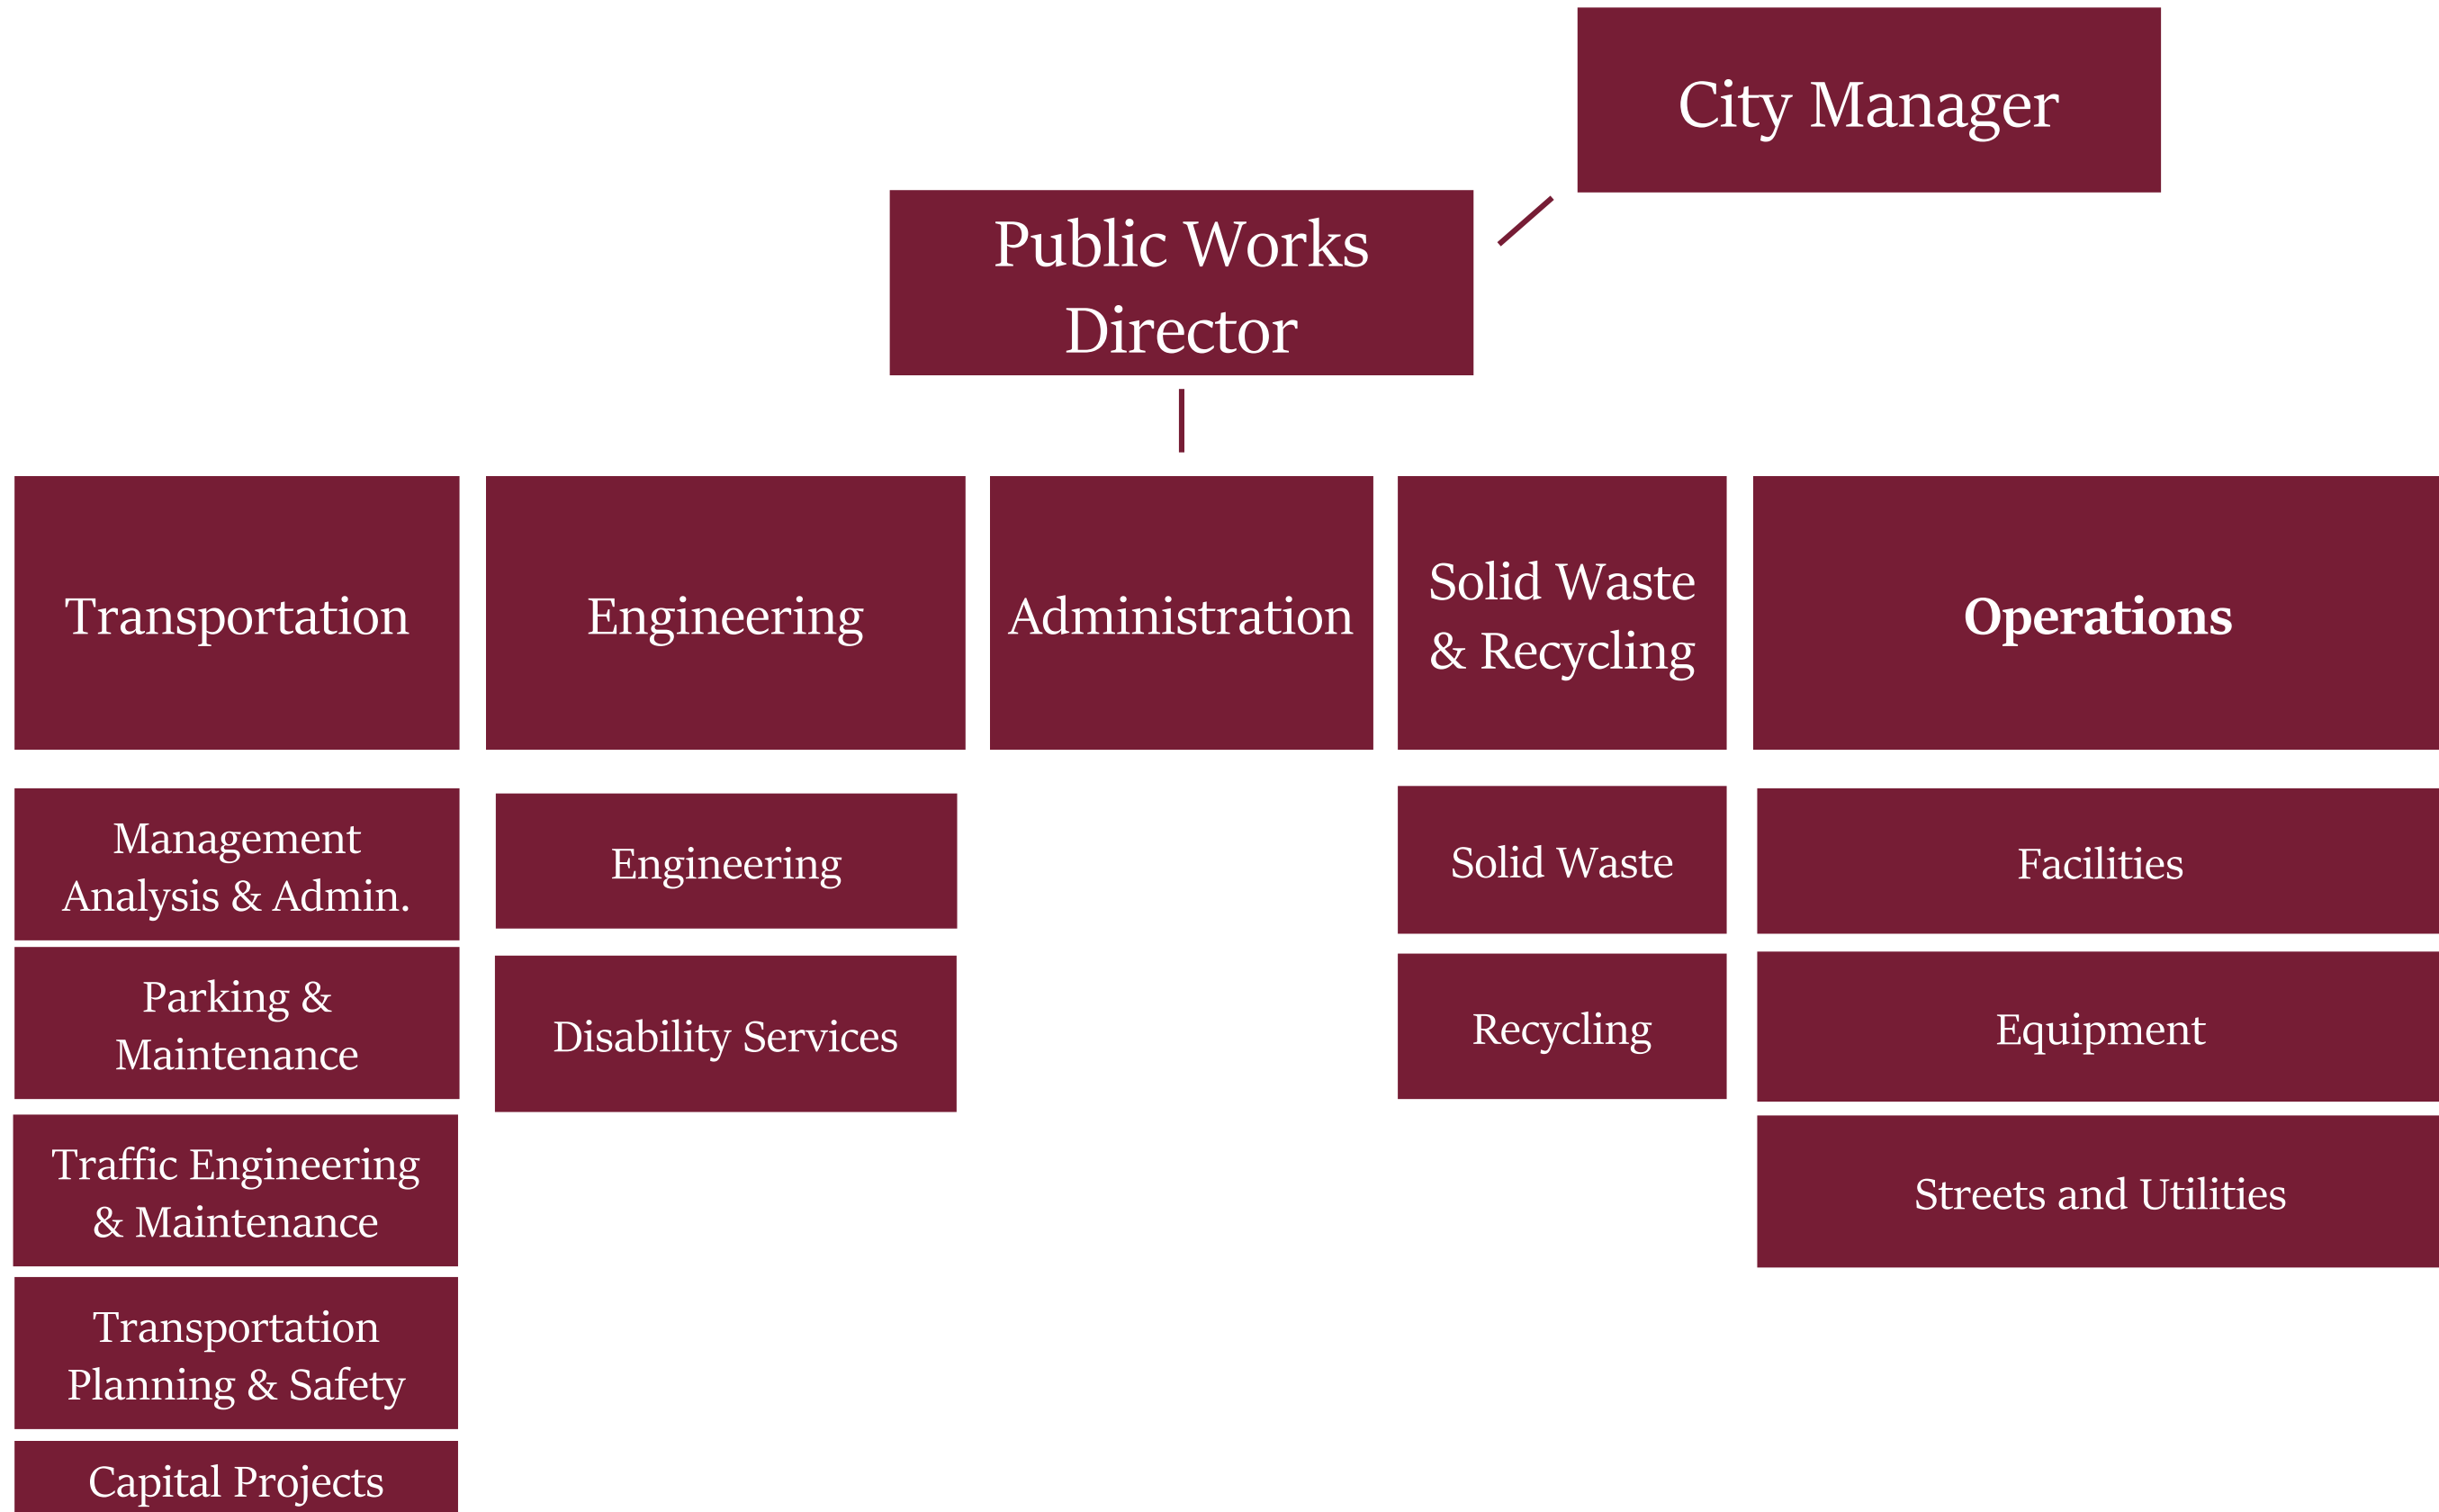 City Manager
Public Works
Director
Transportation
Engineering
Administration
Solid Waste
& Recycling
Operations
Management
Analysis & Admin.
Parking &
Maintenance
Traffic Engineering
& Maintenance
Transportation
Planning & Safety
Capital Projects
Engineering
Disability Services
Solid Waste
Recycling
Facilities
Equipment
Streets and Utilities